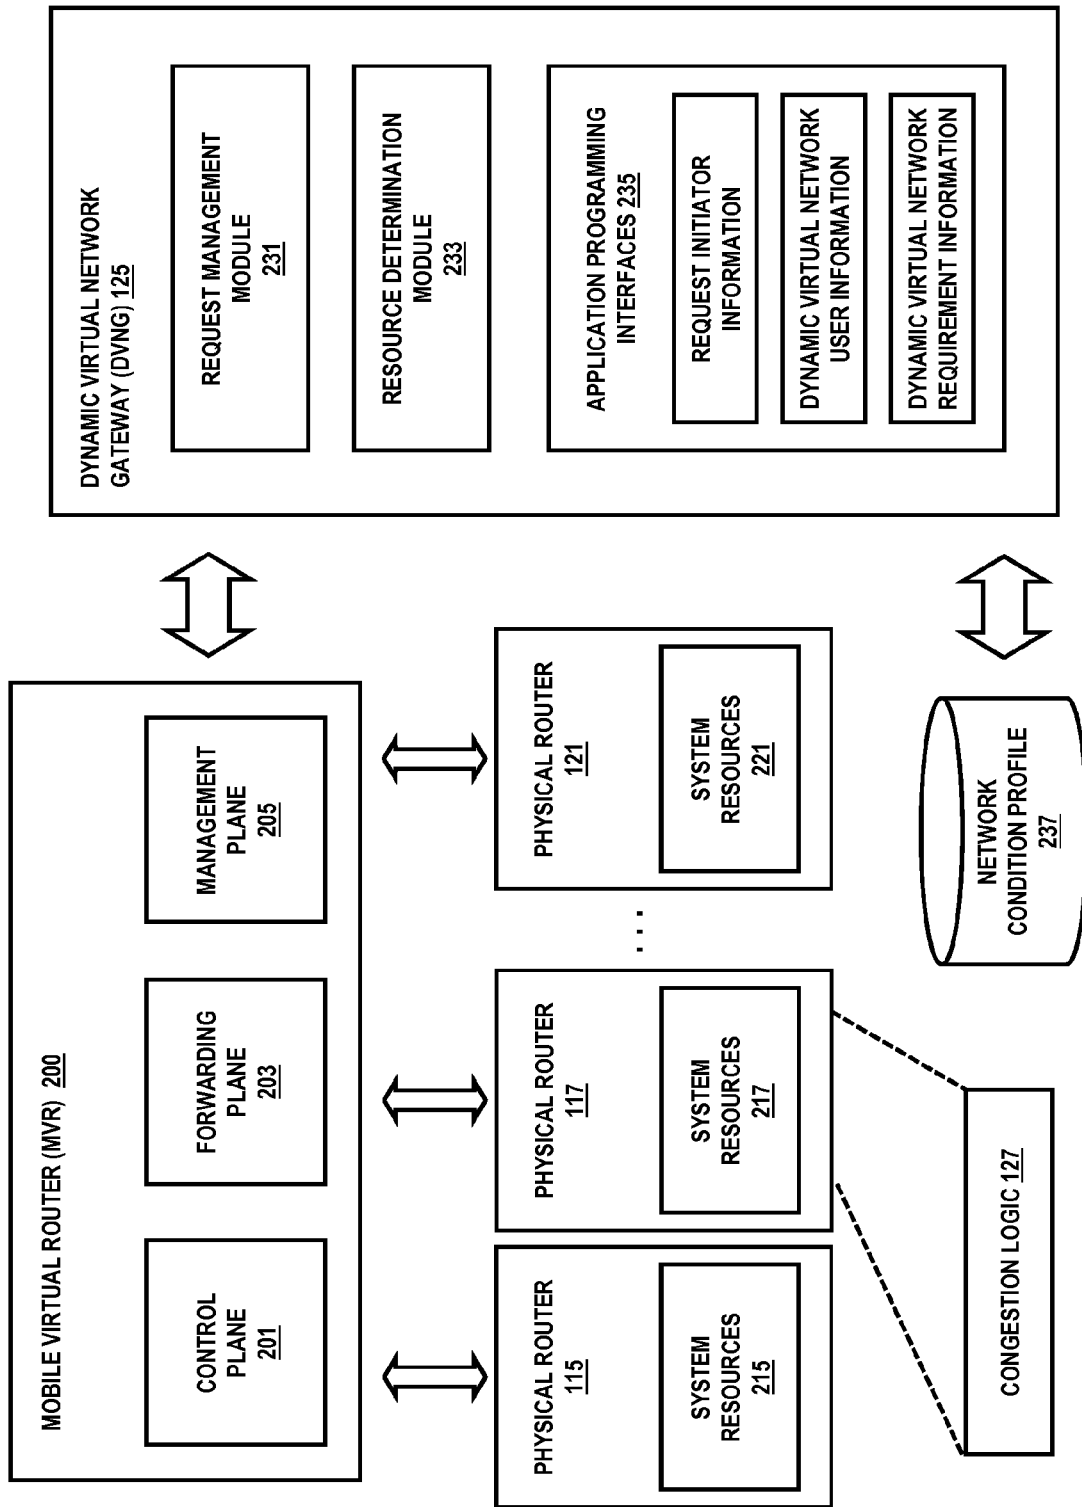 MOBILE VIRTUAL ROUTER (MVR) 200
CONTROL
PLANE
201
FORWARDING
PLANE
203
MANAGEMENT
PLANE
205
PHYSICAL ROUTER
115
SYSTEM
RESOURCES
215
PHYSICAL ROUTER
117
SYSTEM
RESOURCES
217
...
PHYSICAL ROUTER
121
SYSTEM
RESOURCES
221
CONGESTION LOGIC 127
NETWORK
CONDITION PROFILE
237
DYNAMIC VIRTUAL NETWORK
GATEWAY (DVNG) 125
REQUEST MANAGEMENT
MODULE
231
RESOURCE DETERMINATION
MODULE
233
APPLICATION PROGRAMMING
INTERFACES 235
REQUEST INITIATOR
INFORMATION
DYNAMIC VIRTUAL NETWORK
USER INFORMATION
DYNAMIC VIRTUAL NETWORK
REQUIREMENT INFORMATION